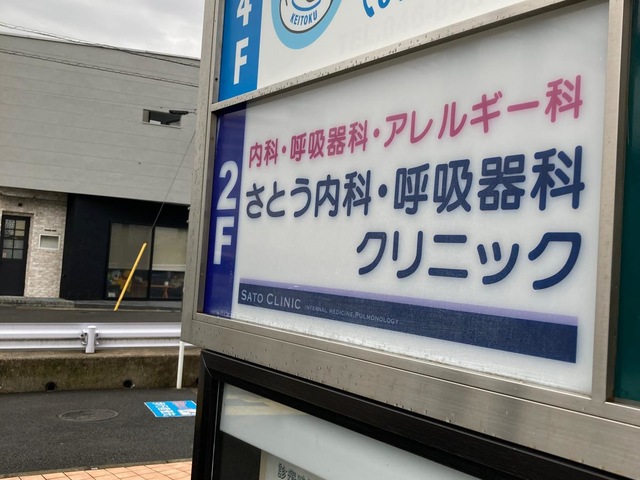 4F
KEITOKU
2F
内科・呼吸器科・アレルギー科
さとう内科・呼吸器科
クリニック
SATO CLINIC INTERNAL MEDICINE, PULMONOLOGY